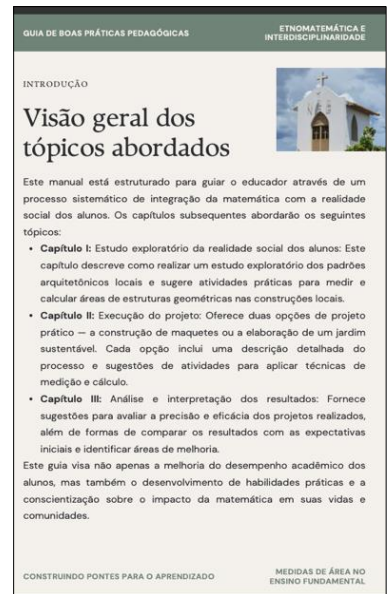 GUIA DE BOAS PRÁTICAS PEDAGÓGICAS
ETNOMATEMÁTICA E
INTERDISCIPLINARIDADE
INTRODUÇÃO
Visão geral dos
tópicos abordados
Este manual está estruturado para guiar o educador através de um
processo sistemático de integração da matemática com a realidade
social dos alunos. Os capítulos subsequentes abordarão os seguintes
tópicos:
• Capítulo I: Estudo exploratório da realidade social dos alunos: Este
capítulo descreve como realizar um estudo exploratório dos padrões
arquitetônicos locais e sugere atividades práticas para medir e
calcular áreas de estruturas geométricas nas construções locais.
• Capítulo II: Execução do projeto: Oferece duas opções de projeto
prático — a construção de maquetes ou a elaboração de um jardim
sustentável. Cada opção inclui uma descrição detalhada do
processo e sugestões de atividades para aplicar técnicas de
medição e cálculo.
• Capítulo III: Análise e interpretação dos resultados: Fornece
sugestões para avaliar a precisão e eficácia dos projetos realizados,
além de formas de comparar os resultados com as expectativas
iniciais e identificar áreas de melhoria.
Este guia visa não apenas a melhoria do desempenho acadêmico dos
alunos, mas também o desenvolvimento de habilidades práticas e a
conscientização sobre o impacto da matemática em suas vidas e
comunidades.
CONSTRUINDO PONTES PARA O APRENDIZADO
MEDIDAS DE ÁREA NO
ENSINO FUNDAMENTAL